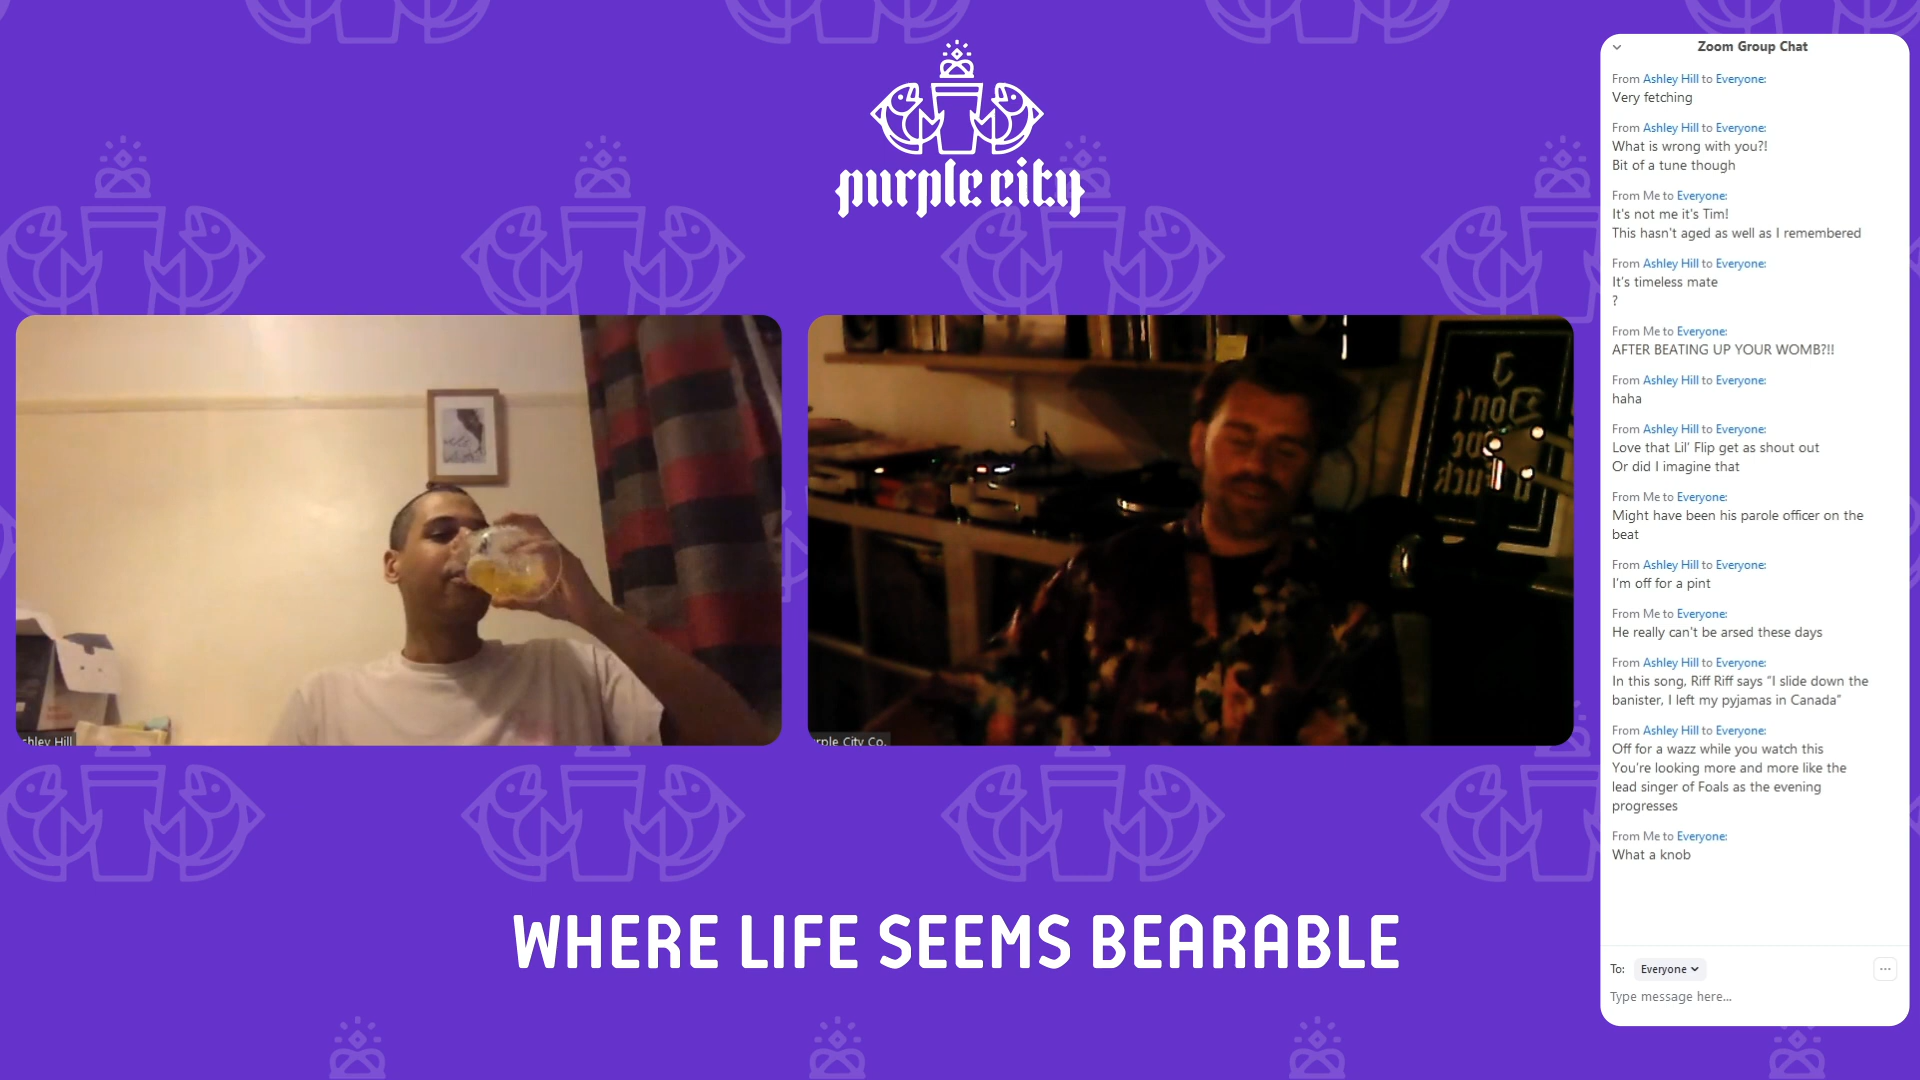 purple city
chley Hill
rple City Co.
I
Don't
u
WHERE LIFE SEEMS BEARABLE
Zoom Group Chat
From Ashley Hill to Everyone:
Very fetching
From Ashley Hill to Everyone:
What is wrong with you?!
Bit of a tune though
From Me to Everyone:
It's not me it's Tim!
This hasn't aged as well as I remembered
From Ashley Hill to Everyone:
It's timeless mate
?
From Me to Everyone:
AFTER BEATING UP YOUR WOMB?!!
From Ashley Hill to Everyone:
haha
From Ashley Hill to Everyone:
Love that Lil' Flip get as shout out
Or did I imagine that
From Me to Everyone:
Might have been his parole officer on the
beat
From Ashley Hill to Everyone:
I'm off for a pint
From Me to Everyone:
He really can't be arsed these days
From Ashley Hill to Everyone:
In this song, Riff Riff says “I slide down the
banister, I left my pyjamas in Canada”
From Ashley Hill to Everyone:
Off for a wazz while you watch this
You're looking more and more like the
lead singer of Foals as the evening
progresses
From Me to Everyone:
What a knob
To: Everyone
Type message here...